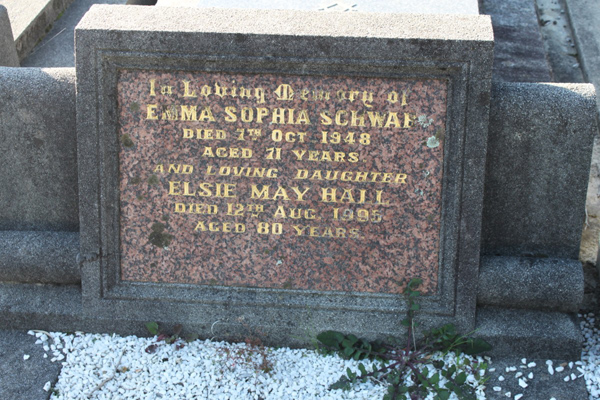 In Loving Memory of
EMMA SOPHIA SCHWAB
DIED 7TH OCT 1948
AGED 71 YEARS
AND LOVING DAUGHTER
ELSIE MAY HALL
DIED 12TH AUG 1995
AGED 80 YEARS